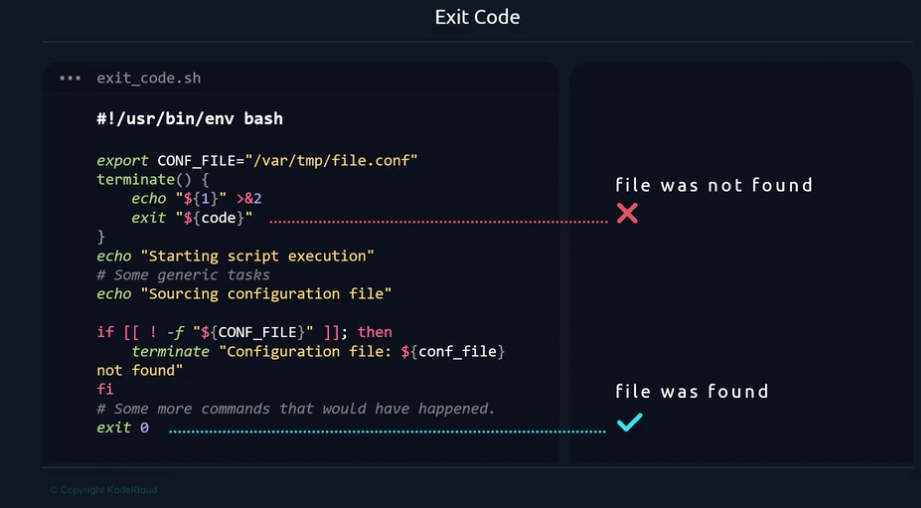 Exit Code
••• exit_code.sh
#!/usr/bin/env bash
export CONF_FILE="/var/tmp/file.conf"
terminate() {
    echo "${1}" >&2
    exit "${code}"
}
echo "Starting script execution"
# Some generic tasks
echo "Sourcing configuration file"
if [[ ! -f "${CONF_FILE}" ]]; then
    terminate "Configuration file: ${conf_file}
not found"
fi
# Some more commands that would have happened.
exit 0
file was not found
file was found
© Copyright KodeKloud